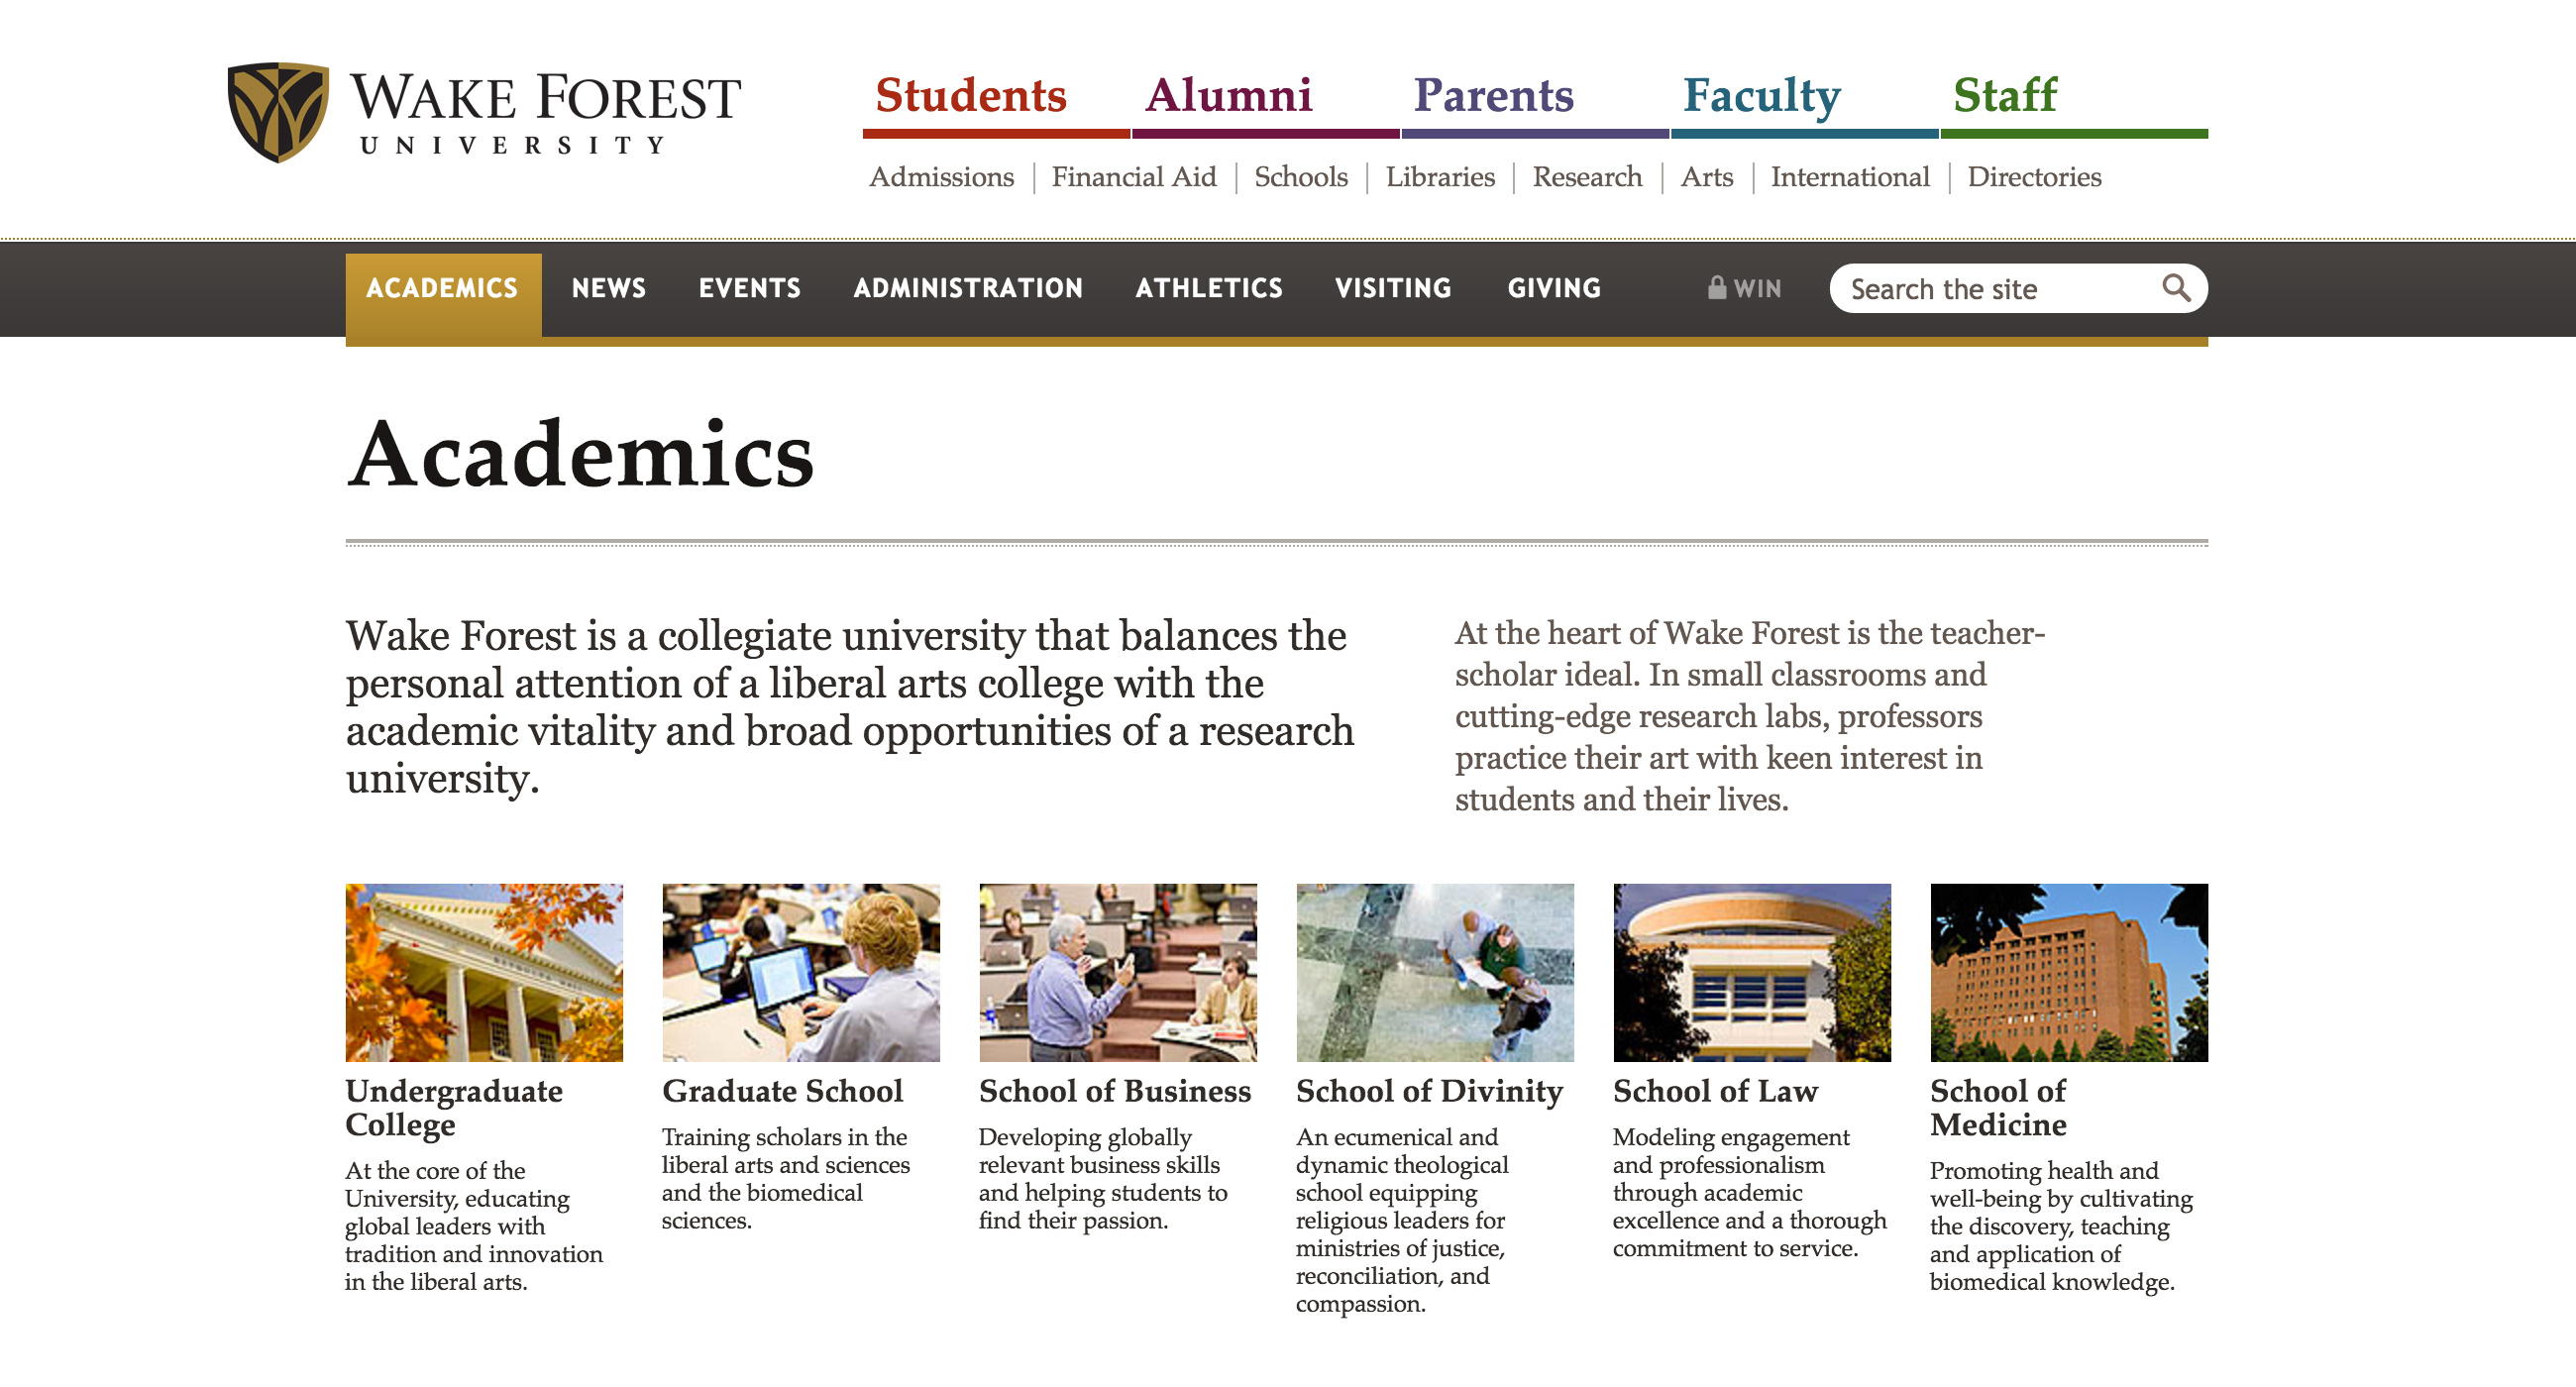 WAKE FOREST
UNIVERSITY
Students Alumni Parents Faculty Staff
Admissions Financial Aid Schools Libraries Research Arts International Directories
ACADEMICS NEWS EVENTS ADMINISTRATION ATHLETICS VISITING GIVING WIN Search the site
Academics
Wake Forest is a collegiate university that balances the
personal attention of a liberal arts college with the
academic vitality and broad opportunities of a research
university.
At the heart of Wake Forest is the teacher-
scholar ideal. In small classrooms and
cutting-edge research labs, professors
practice their art with keen interest in
students and their lives.
Undergraduate
College
At the core of the
University, educating
global leaders with
tradition and innovation
in the liberal arts.
Graduate School
Training scholars in the
liberal arts and sciences
and the biomedical
sciences.
School of Business
Developing globally
relevant business skills
and helping students to
find their passion.
School of Divinity
An ecumenical and
dynamic theological
school equipping
religious leaders for
ministries of justice,
reconciliation, and
compassion.
School of Law
Modeling engagement
and professionalism
through academic
excellence and a thorough
commitment to service.
School of
Medicine
Promoting health and
well-being by cultivating
the discovery, teaching
and application of
biomedical knowledge.